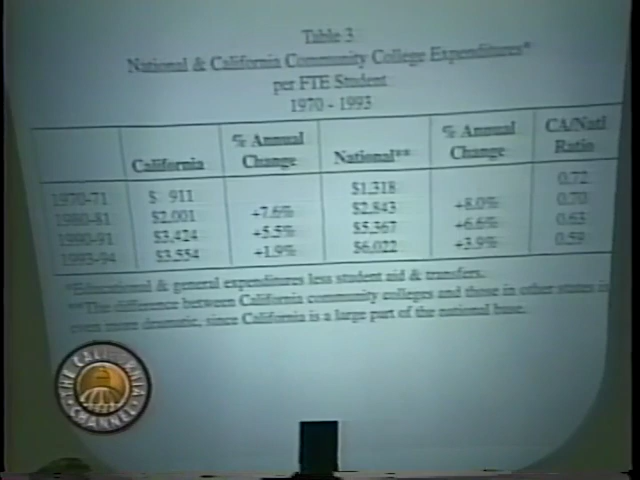 Table 3
National & California Community College Expenditures*
per FTE Student
1970 - 1993
California % Annual Change National** % Annual Change CA/Natl Ratio
1970-71 $ 911 $1,318 0.72
1980-81 $2,001 +7.6% $2,843 +8.0% 0.70
1990-91 $3,424 +5.5% $5,367 +6.6% 0.63
1993-94 $3,554 +1.9% $6,022 +3.9% 0.59
*Educational & general expenditures less student aid & transfers.
**The difference between California community colleges and those in other states is
even more dramatic, since California is a large part of the national base.
THE CALIFORNIA CHANNEL